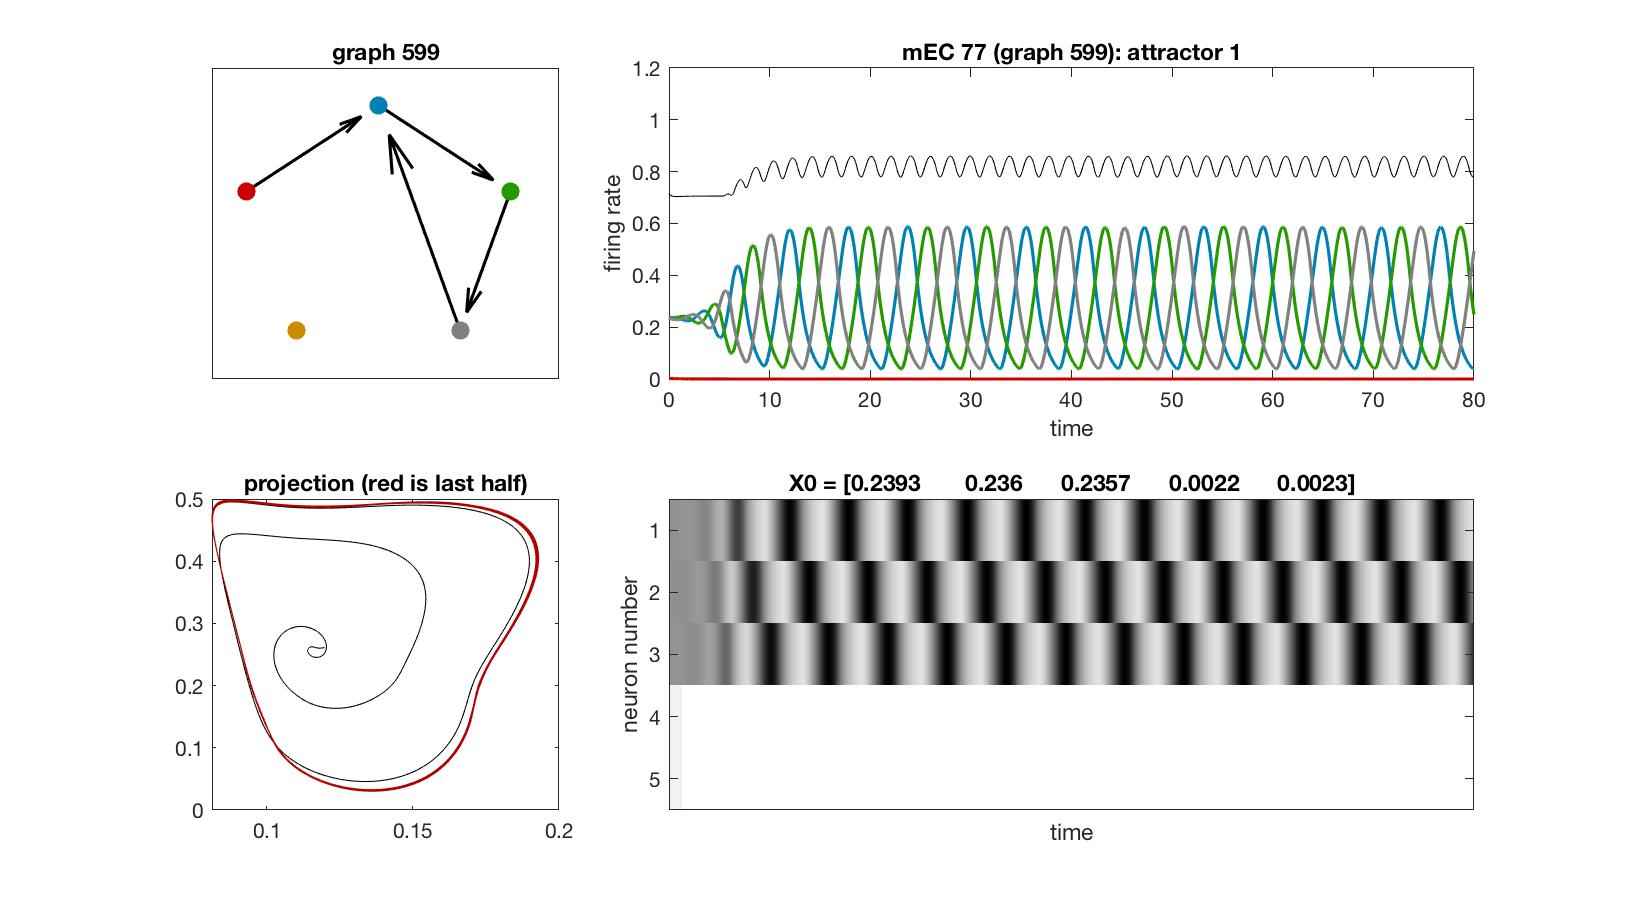 graph 599
mEC 77 (graph 599): attractor 1
1.2
1
0.8
0.6
0.4
0.2
0
firing rate
0 10 20 30 40 50 60 70 80
time
projection (red is last half)
0.5
0.4
0.3
0.2
0.1
0
0.1 0.15 0.2
X0 = [0.2393 0.236 0.2357 0.0022 0.0023]
1
2
3
4
5
neuron number
time